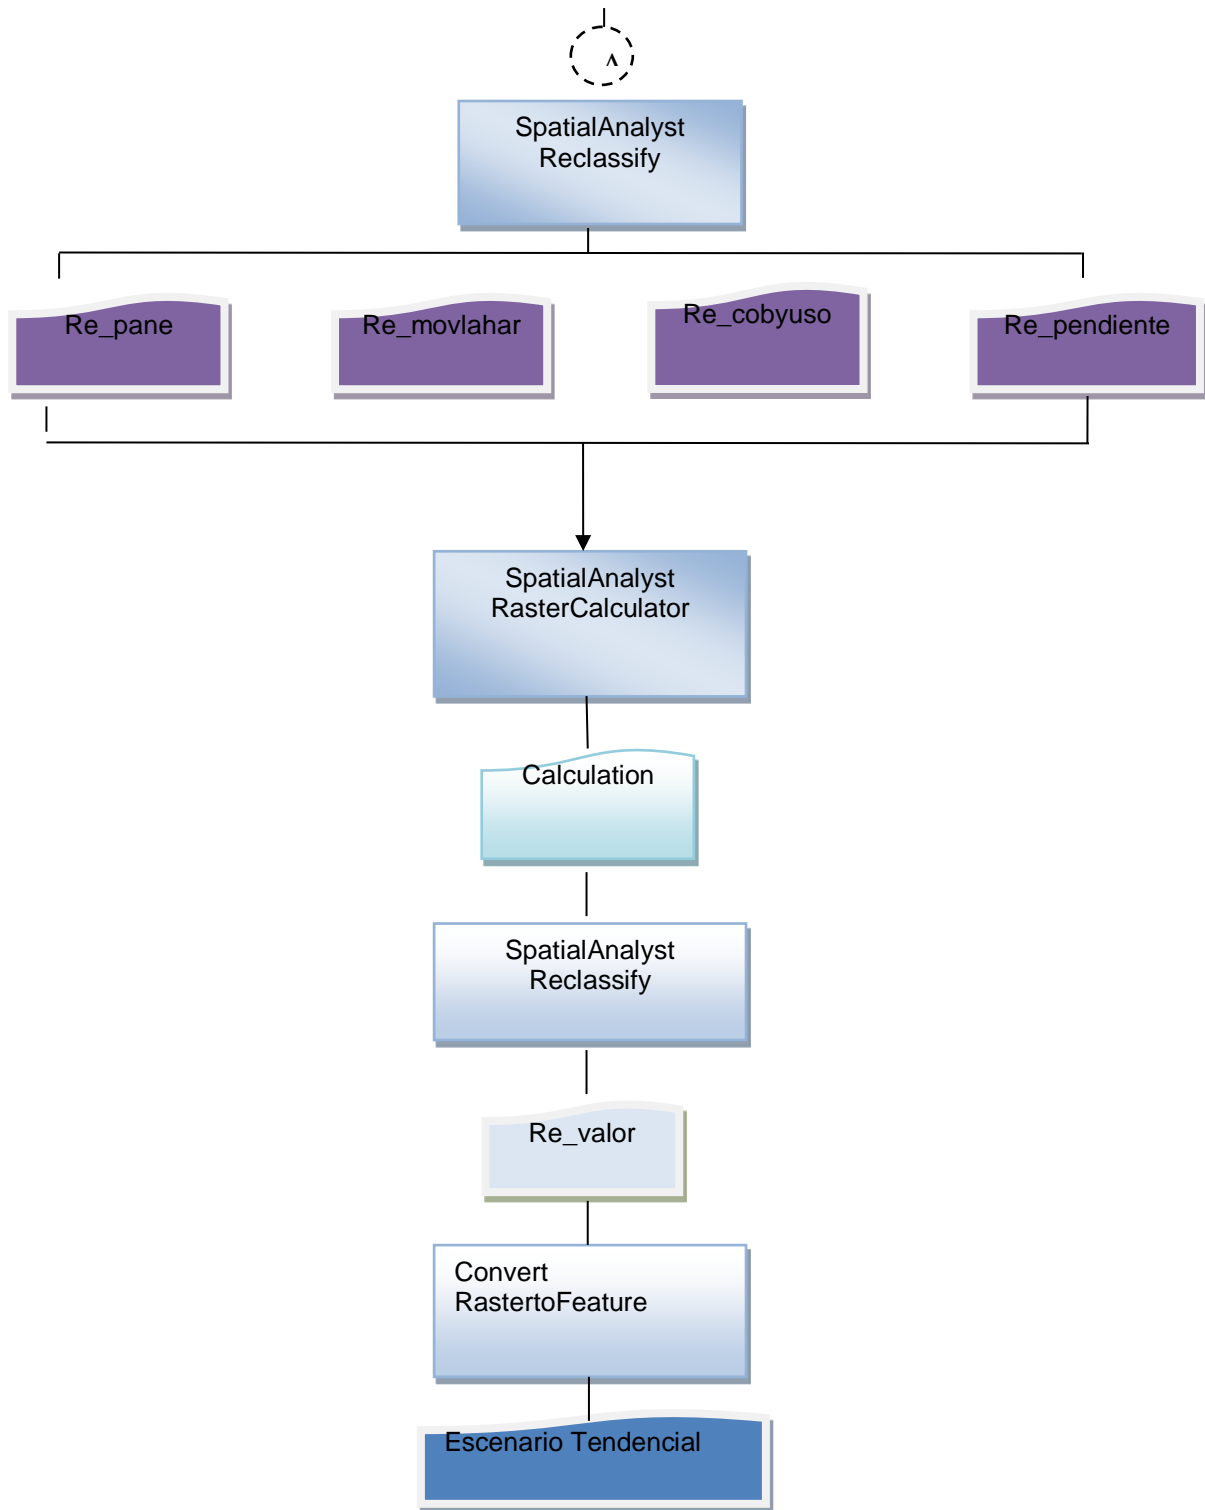 SpatialAnalyst
Reclassify
Re_pane
Re_movlahar
Re_cobyuso
Re_pendiente
SpatialAnalyst
RasterCalculator
Calculation
SpatialAnalyst
Reclassify
Re_valor
Convert
RastertoFeature
Escenario Tendencial